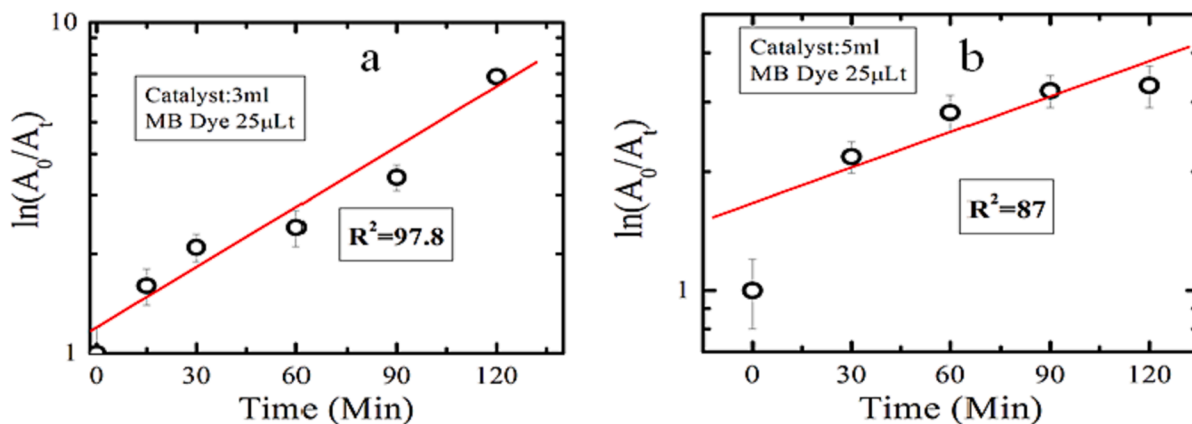 10
a
Catalyst:3ml
MB Dye 25μLt
ln(A₀/Aₜ)
R²=97.8
1
0 30 60 90 120
Time (Min)
b
Catalyst:5ml
MB Dye 25μLt
ln(A₀/Aₜ)
R²=87
1
0 30 60 90 120
Time (Min)